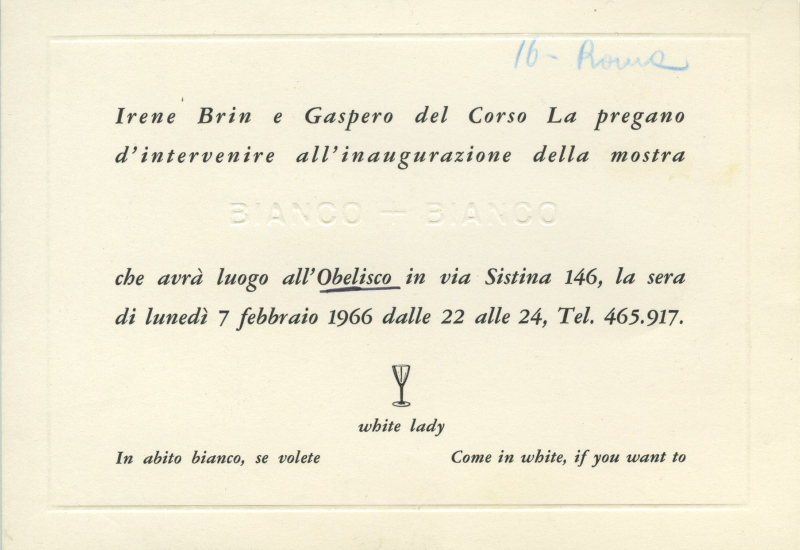 16 - Roma
Irene Brin e Gaspero del Corso La pregano
d'intervenire all'inaugurazione della mostra
BIANCO + BIANCO
che avrà luogo all'Obelisco in via Sistina 146, la sera
di lunedì 7 febbraio 1966 dalle 22 alle 24, Tel. 465.917.
white lady
In abito bianco, se volete Come in white, if you want to